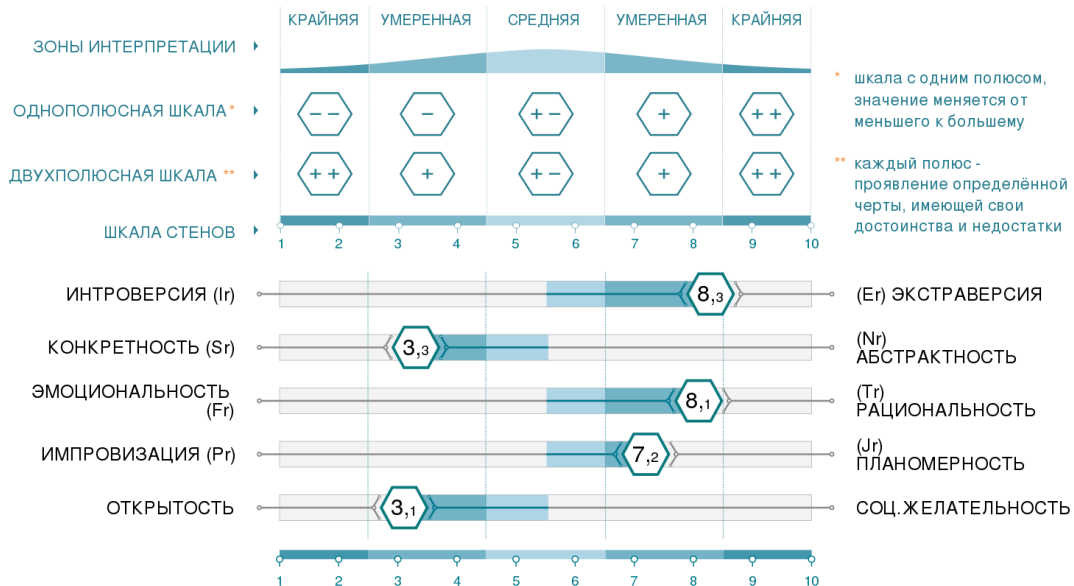 КРАЙНЯЯ УМЕРЕННАЯ СРЕДНЯЯ УМЕРЕННАЯ КРАЙНЯЯ
ЗОНЫ ИНТЕРПРЕТАЦИИ
ОДНОПОЛЮСНАЯ ШКАЛА *
− − − + − + + +
* шкала с одним полюсом,
значение меняется от
меньшего к большему
ДВУХПОЛЮСНАЯ ШКАЛА **
+ + + + − + + +
** каждый полюс -
проявление определённой
черты, имеющей свои
достоинства и недостатки
ШКАЛА СТЕНОВ
1 2 3 4 5 6 7 8 9 10
ИНТРОВЕРСИЯ (Ir) 8,3 (Er) ЭКСТРАВЕРСИЯ
КОНКРЕТНОСТЬ (Sr) 3,3 (Nr)
АБСТРАКТНОСТЬ
ЭМОЦИОНАЛЬНОСТЬ
(Fr) 8,1 (Tr)
РАЦИОНАЛЬНОСТЬ
ИМПРОВИЗАЦИЯ (Pr) 7,2 (Jr)
ПЛАНОМЕРНОСТЬ
ОТКРЫТОСТЬ 3,1 СОЦ.ЖЕЛАТЕЛЬНОСТЬ
1 2 3 4 5 6 7 8 9 10